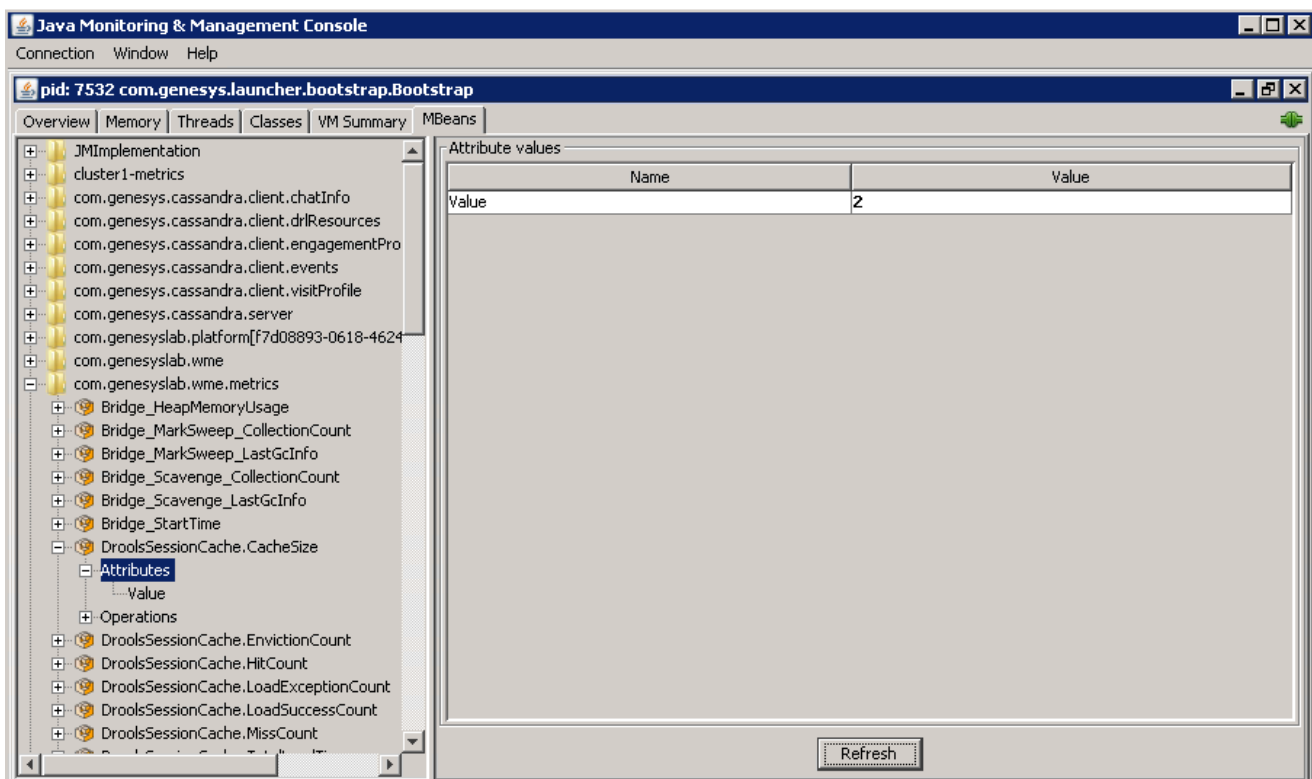 Java Monitoring & Management Console
Connection Window Help
pid: 7532 com.genesys.launcher.bootstrap.Bootstrap
Overview Memory Threads Classes VM Summary MBeans
JMImplementation
cluster1-metrics
com.genesys.cassandra.client.chatInfo
com.genesys.cassandra.client.drlResources
com.genesys.cassandra.client.engagementPro
com.genesys.cassandra.client.events
com.genesys.cassandra.client.visitProfile
com.genesys.cassandra.server
com.genesyslab.platform[f7d08893-0618-4624
com.genesyslab.wme
com.genesyslab.wme.metrics
Bridge_HeapMemoryUsage
Bridge_MarkSweep_CollectionCount
Bridge_MarkSweep_LastGcInfo
Bridge_Scavenge_CollectionCount
Bridge_Scavenge_LastGcInfo
Bridge_StartTime
DroolsSessionCache.CacheSize
Attributes
Value
Operations
DroolsSessionCache.EnvictionCount
DroolsSessionCache.HitCount
DroolsSessionCache.LoadExceptionCount
DroolsSessionCache.LoadSuccessCount
DroolsSessionCache.MissCount
Attribute values
Name Value
Value 2
Refresh